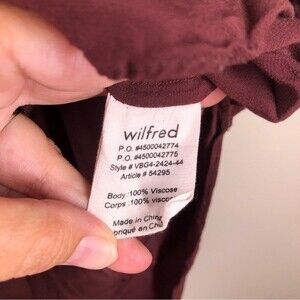 wilfred
P.O. #4500042774
P.O. #4500042775
Style # VBG4-2424-44
Article # 54295
Body :100% Viscose
Corps :100% viscose
Made in China